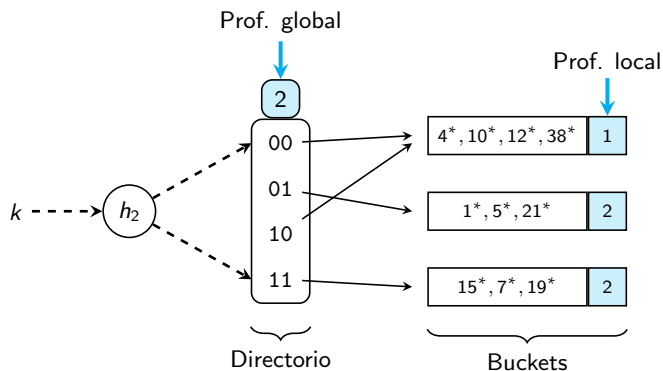 Prof. global
Prof. local
2
00
4*, 10*, 12*, 38* 1
01
k
h₂
1*, 5*, 21* 2
10
11
15*, 7*, 19* 2
Directorio
Buckets